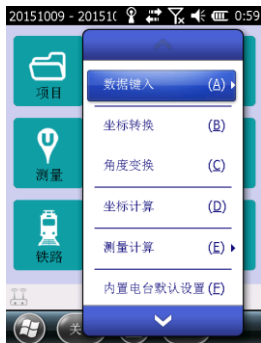 20151009 - 20151( 0:59
项目
测量
铁路
数据键入 (A)
坐标转换 (B)
角度变换 (C)
坐标计算 (D)
测量计算 (E)
内置电台默认设置(F)
关